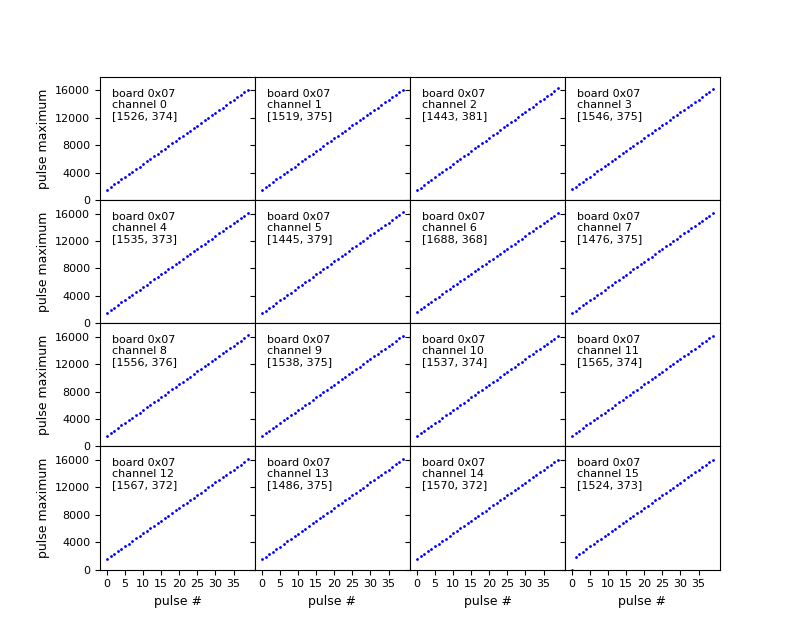 pulse maximum
16000
12000
8000
4000
0
board 0x07
channel 0
[1526, 374]
board 0x07
channel 1
[1519, 375]
board 0x07
channel 2
[1443, 381]
board 0x07
channel 3
[1546, 375]
pulse maximum
16000
12000
8000
4000
0
board 0x07
channel 4
[1535, 373]
board 0x07
channel 5
[1445, 379]
board 0x07
channel 6
[1688, 368]
board 0x07
channel 7
[1476, 375]
pulse maximum
16000
12000
8000
4000
0
board 0x07
channel 8
[1556, 376]
board 0x07
channel 9
[1538, 375]
board 0x07
channel 10
[1537, 374]
board 0x07
channel 11
[1565, 374]
pulse maximum
16000
12000
8000
4000
0
board 0x07
channel 12
[1567, 372]
board 0x07
channel 13
[1486, 375]
board 0x07
channel 14
[1570, 372]
board 0x07
channel 15
[1524, 373]
0 5 10 15 20 25 30 35
0 5 10 15 20 25 30 35
0 5 10 15 20 25 30 35
0 5 10 15 20 25 30 35
pulse #
pulse #
pulse #
pulse #